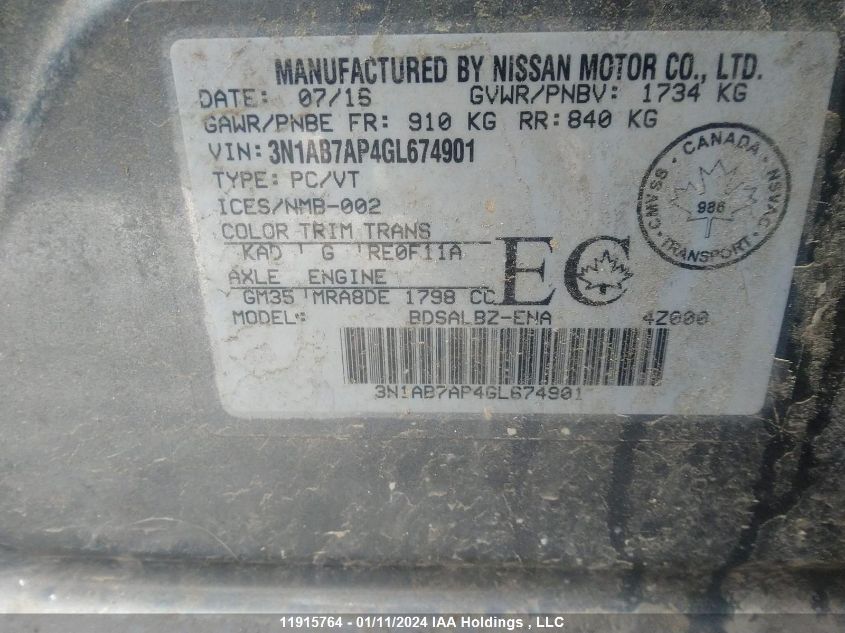 MANUFACTURED BY NISSAN MOTOR CO., LTD.
DATE: 07/15 GVWR/PNBV: 1734 KG
GAWR/PNBE FR: 910 KG RR: 840 KG
VIN: 3N1AB7AP4GL674901
TYPE: PC/VT
ICES/NMB-002
COLOR TRIM TRANS
KAD G RE0F11A
AXLE ENGINE
GM35 MRA8DE 1798 CC
EC
MODEL: BDSALBZ-ENA 4Z000
3N1AB7AP4GL674901
CANADA · NSVAC · TRANSPORT · CMVSS
986
11915764 - 01/11/2024 IAA Holdings , LLC